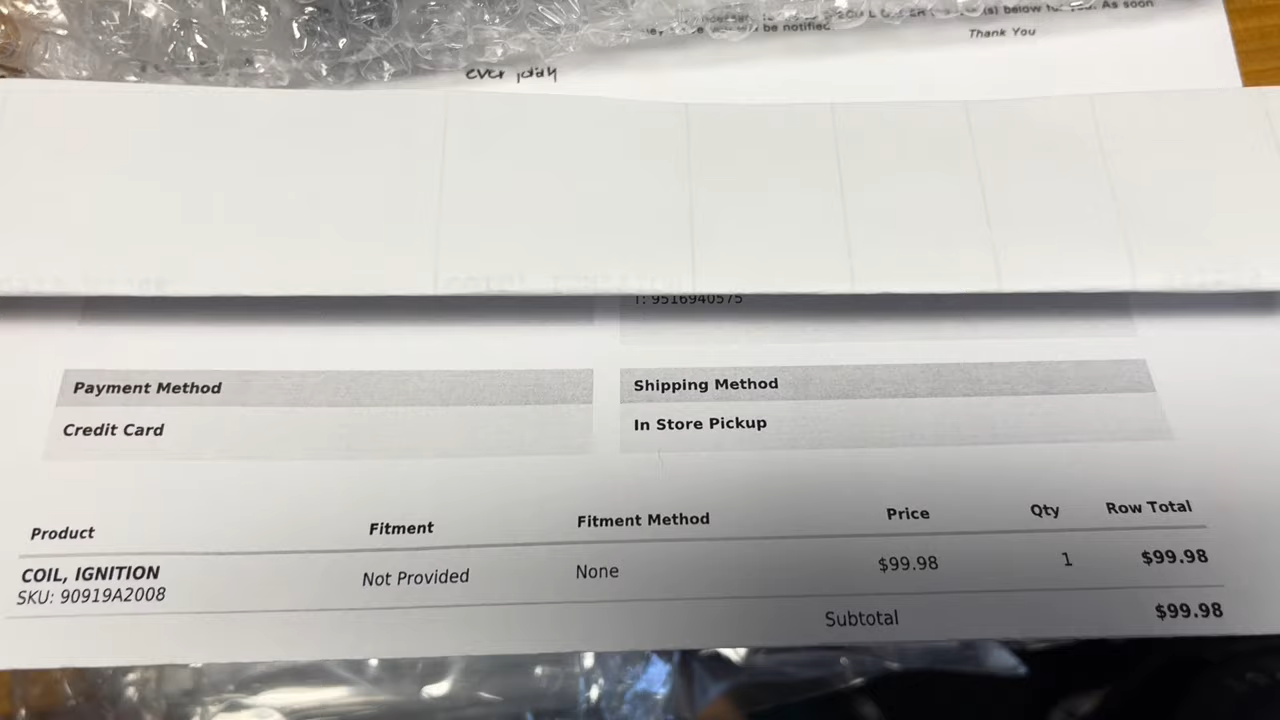 (s) below for you. As soon
be notified
Thank You
ever
T: 9516940575
Payment Method
Shipping Method
Credit Card
In Store Pickup
Product Fitment Fitment Method Price Qty Row Total
COIL, IGNITION Not Provided None $99.98 1 $99.98
SKU: 90919A2008
Subtotal $99.98